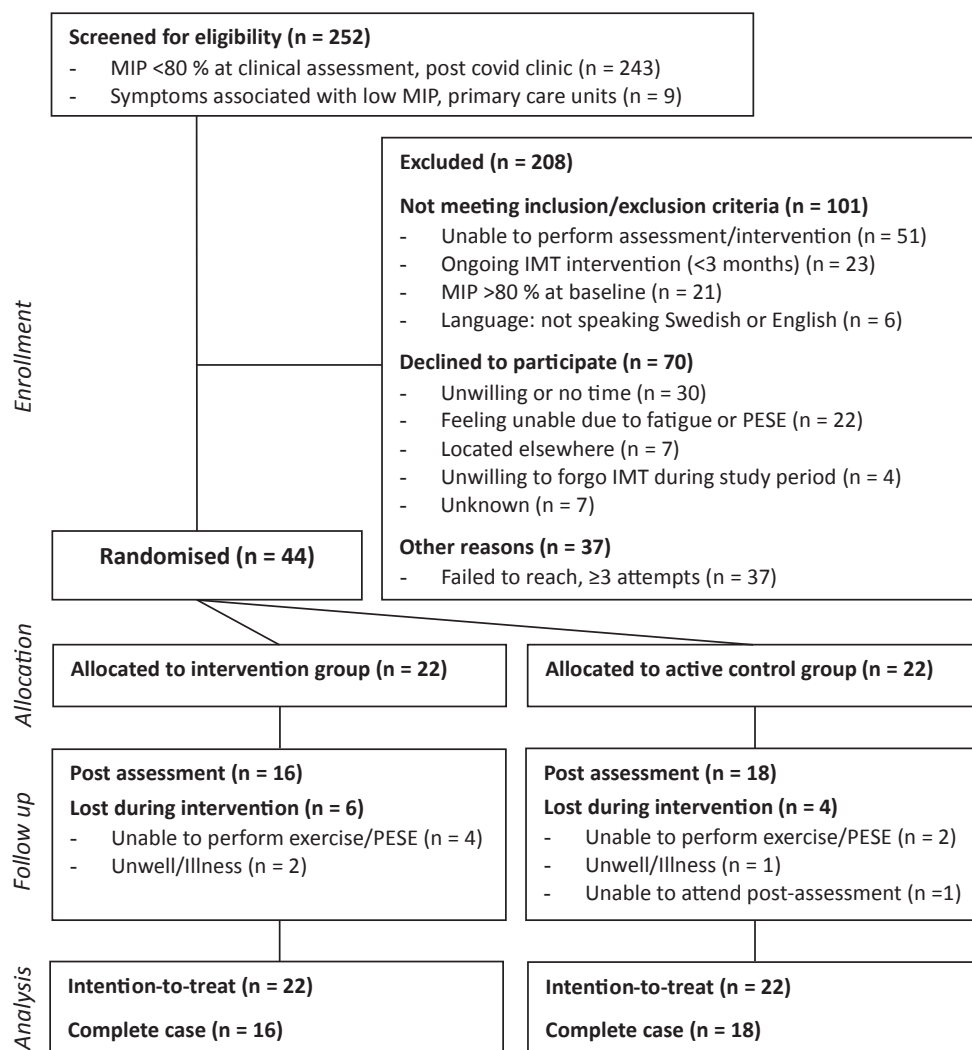 Screened for eligibility (n = 252)
- MIP <80 % at clinical assessment, post covid clinic (n = 243)
- Symptoms associated with low MIP, primary care units (n = 9)
Enrollment
Excluded (n = 208)
Not meeting inclusion/exclusion criteria (n = 101)
- Unable to perform assessment/intervention (n = 51)
- Ongoing IMT intervention (<3 months) (n = 23)
- MIP >80 % at baseline (n = 21)
- Language: not speaking Swedish or English (n = 6)
Declined to participate (n = 70)
- Unwilling or no time (n = 30)
- Feeling unable due to fatigue or PESE (n = 22)
- Located elsewhere (n = 7)
- Unwilling to forgo IMT during study period (n = 4)
- Unknown (n = 7)
Other reasons (n = 37)
- Failed to reach, ≥3 attempts (n = 37)
Randomised (n = 44)
Allocation
Allocated to intervention group (n = 22)
Allocated to active control group (n = 22)
Follow up
Post assessment (n = 16)
Lost during intervention (n = 6)
- Unable to perform exercise/PESE (n = 4)
- Unwell/Illness (n = 2)
Post assessment (n = 18)
Lost during intervention (n = 4)
- Unable to perform exercise/PESE (n = 2)
- Unwell/Illness (n = 1)
- Unable to attend post-assessment (n =1)
Analysis
Intention-to-treat (n = 22)
Complete case (n = 16)
Intention-to-treat (n = 22)
Complete case (n = 18)